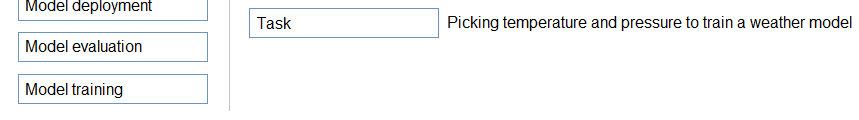 Model deployment
Model evaluation
Model training
Task
Picking temperature and pressure to train a weather model